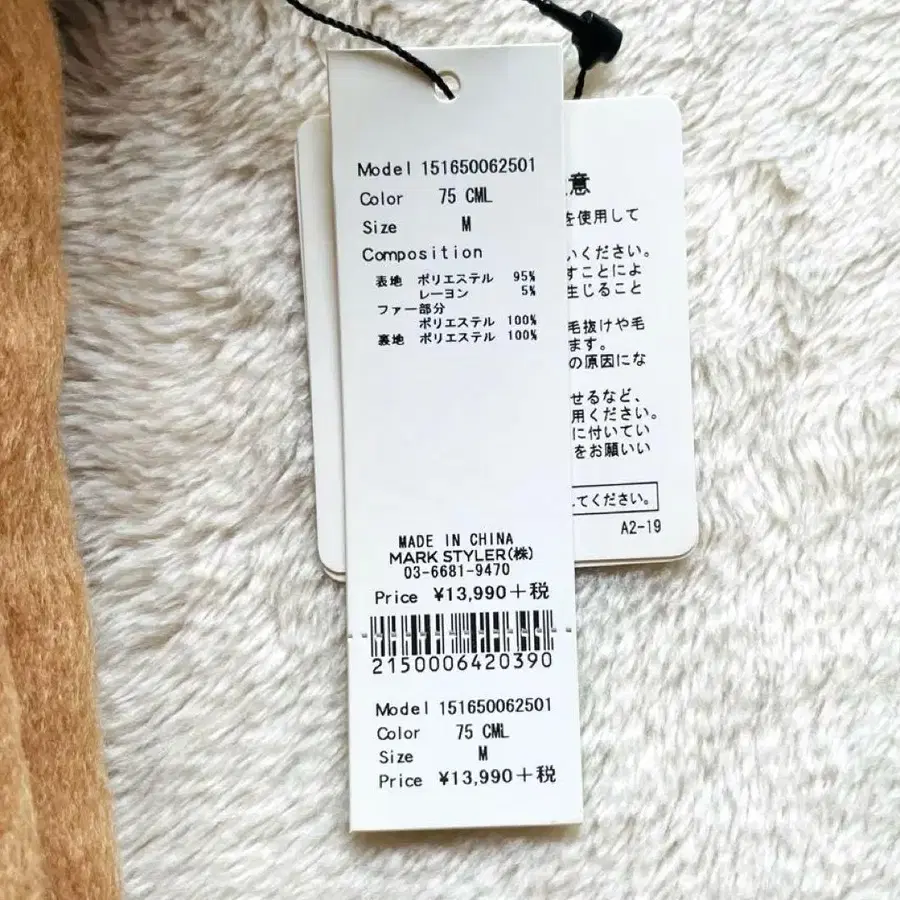 Model 151650062501
Color 75 CML
Size M
Composition
表地 ポリエステル 95%
レーヨン 5%
ファー部分
ポリエステル 100%
裏地 ポリエステル 100%
MADE IN CHINA
MARK STYLER(株)
03-6681-9470
Price ¥13,990+税
2150006420390
Model 151650062501
Color 75 CML
Size M
Price ¥13,990+税
意
を使用して
いください。
すことによ
生じること
毛抜けや毛
ます。
の原因にな
せるなど、
用ください。
に付いてい
をお願いい
してください。
A2-19